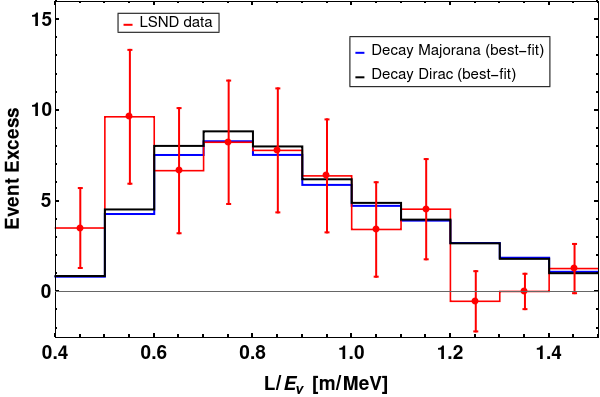 LSND data
Decay Majorana (best−fit)
Decay Dirac (best−fit)
Event Excess
15
10
5
0
0.4 0.6 0.8 1.0 1.2 1.4
L/Eν [m/MeV]